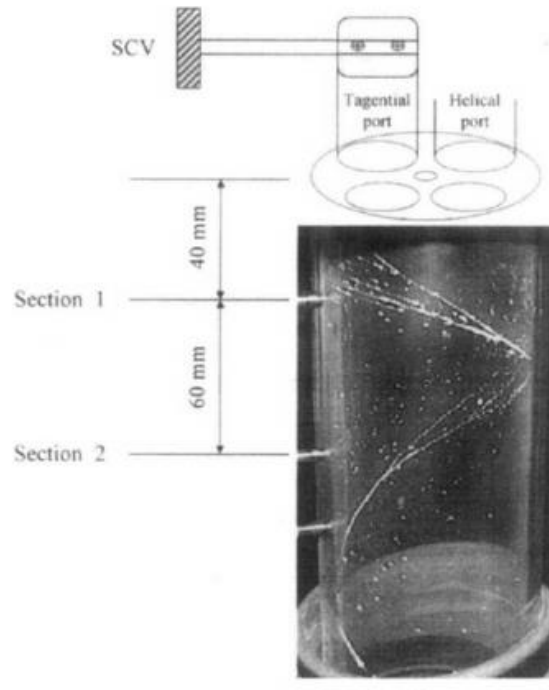 SCV
Tagential Helical
port port
40 mm
Section 1
60 mm
Section 2